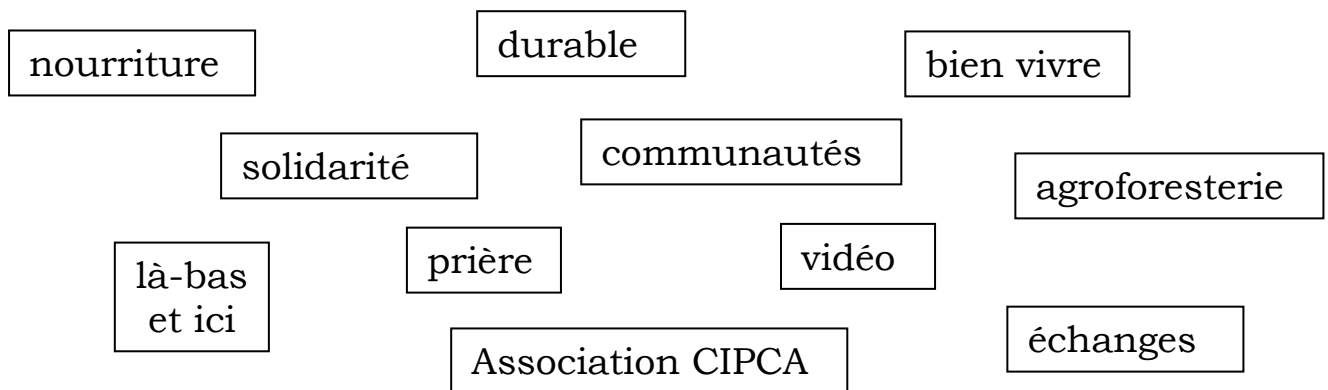 nourriture
durable
bien vivre
solidarité
communautés
agroforesterie
là-bas
et ici
prière
vidéo
Association CIPCA
échanges